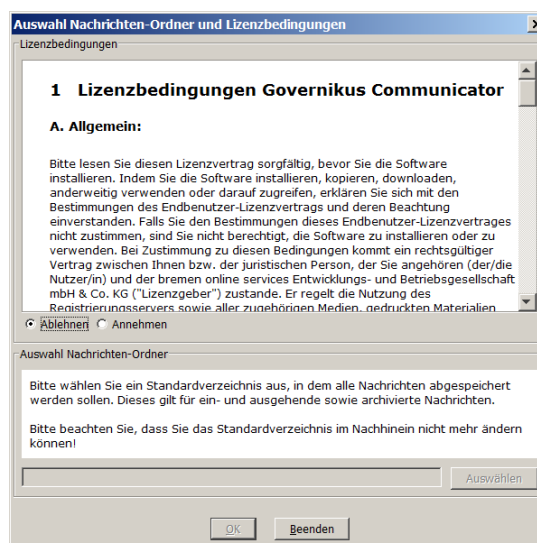 Auswahl Nachrichten-Ordner und Lizenzbedingungen
Lizenzbedingungen
1 Lizenzbedingungen Governikus Communicator
A. Allgemein:
Bitte lesen Sie diesen Lizenzvertrag sorgfältig, bevor Sie die Software
installieren. Indem Sie die Software installieren, kopieren, downloaden,
anderweitig verwenden oder darauf zugreifen, erklären Sie sich mit den
Bestimmungen des Endbenutzer-Lizenzvertrags und deren Beachtung
einverstanden. Falls Sie den Bestimmungen dieses Endbenutzer-Lizenzvertrages
nicht zustimmen, sind Sie nicht berechtigt, die Software zu installieren oder zu
verwenden. Bei Zustimmung zu diesen Bedingungen kommt ein rechtsgültiger
Vertrag zwischen Ihnen bzw. der juristischen Person, der Sie angehören (der/die
Nutzer/in) und der bremen online services Entwicklungs- und Betriebsgesellschaft
mbH & Co. KG ("Lizenzgeber") zustande. Er regelt die Nutzung des
Registrierungsservers sowie aller zugehörigen Medien, gedruckten Materialien
Ablehnen Annehmen
Auswahl Nachrichten-Ordner
Bitte wählen Sie ein Standardverzeichnis aus, in dem alle Nachrichten abgespeichert
werden sollen. Dieses gilt für ein- und ausgehende sowie archivierte Nachrichten.
Bitte beachten Sie, dass Sie das Standardverzeichnis im Nachhinein nicht mehr ändern
können!
Auswählen
OK Beenden